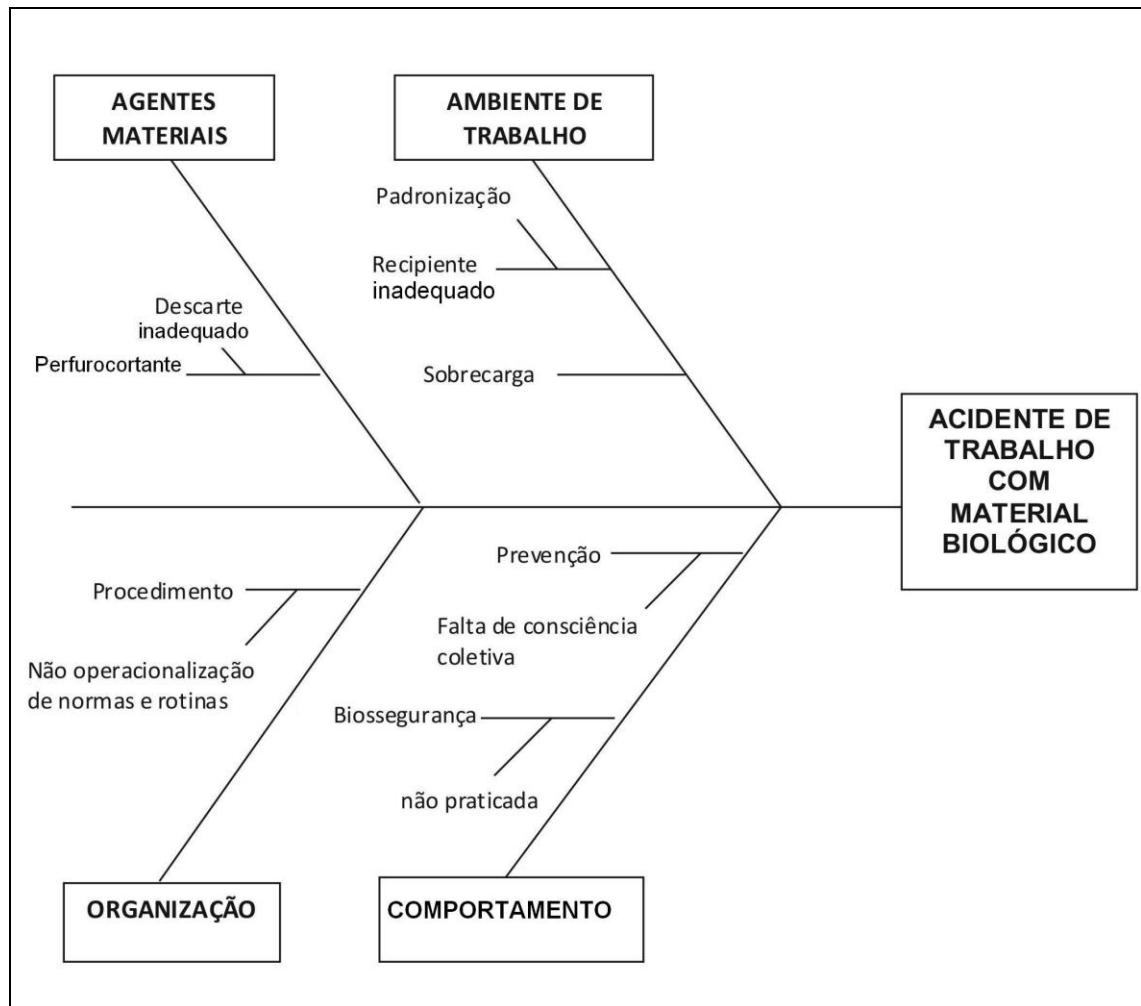 AGENTES
MATERIAIS
AMBIENTE DE
TRABALHO
Padronização
Recipiente
inadequado
Descarte
inadequado
Perfurocortante
Sobrecarga
ACIDENTE DE
TRABALHO
COM
MATERIAL
BIOLÓGICO
Prevenção
Procedimento
Falta de consciência
coletiva
Não operacionalização
de normas e rotinas
Biossegurança
não praticada
ORGANIZAÇÃO
COMPORTAMENTO